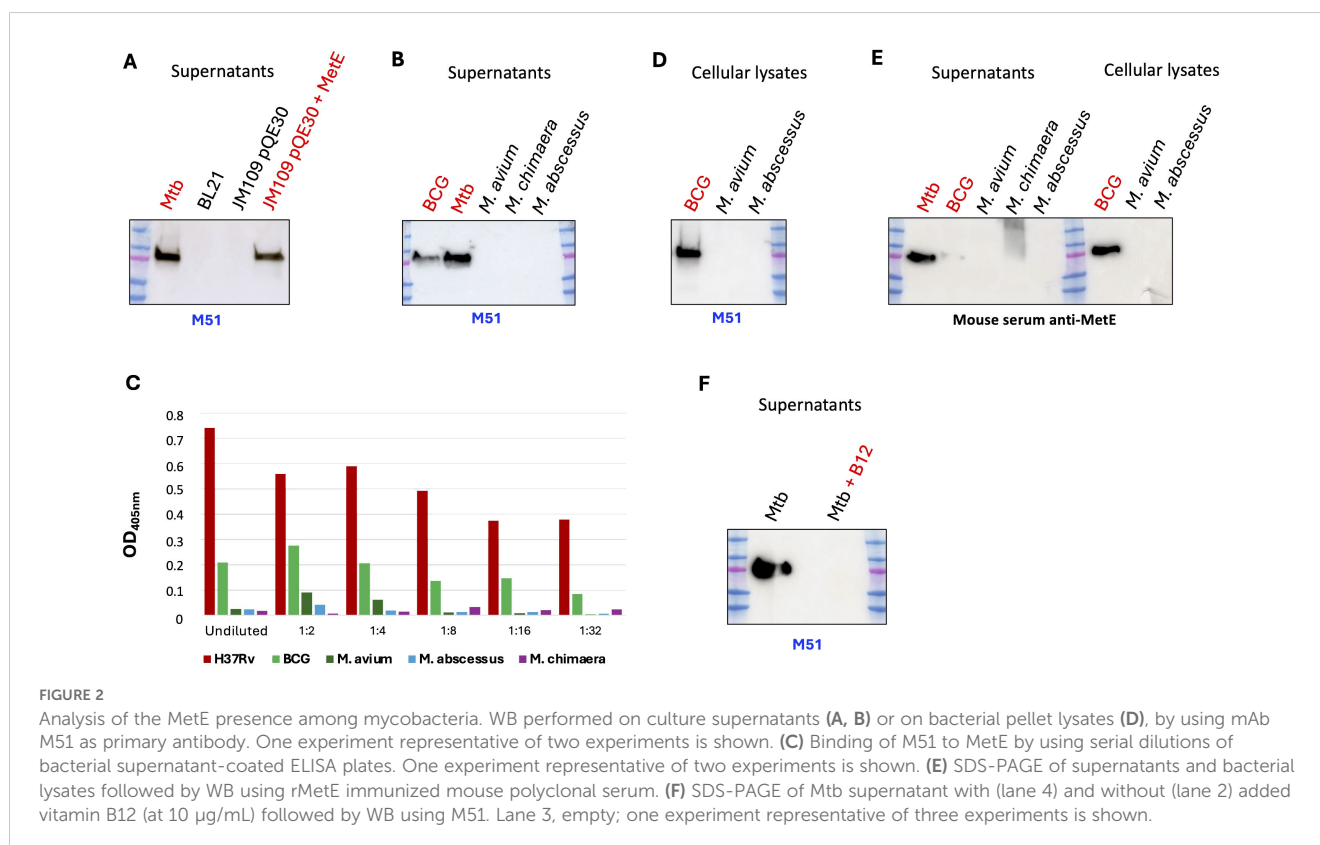 A
Supernatants
Mtb
BL21
JM109 pQE30
JM109 pQE30 + MetE
M51
B
Supernatants
BCG
Mtb
M. avium
M. chimaera
M. abscessus
M51
D
Cellular lysates
BCG
M. avium
M. abscessus
M51
E
Supernatants
Cellular lysates
Mtb
BCG
M. avium
M. chimaera
M. abscessus
BCG
M. avium
M. abscessus
Mouse serum anti-MetE
C
OD405nm
0.8
0.7
0.6
0.5
0.4
0.3
0.2
0.1
0
Undiluted 1:2 1:4 1:8 1:16 1:32
H37Rv BCG M. avium M. abscessus M. chimaera
F
Supernatants
Mtb
Mtb + B12
M51
FIGURE 2
Analysis of the MetE presence among mycobacteria. WB performed on culture supernatants (A, B) or on bacterial pellet lysates (D), by using mAb
M51 as primary antibody. One experiment representative of two experiments is shown. (C) Binding of M51 to MetE by using serial dilutions of
bacterial supernatant-coated ELISA plates. One experiment representative of two experiments is shown. (E) SDS-PAGE of supernatants and bacterial
lysates followed by WB using rMetE immunized mouse polyclonal serum. (F) SDS-PAGE of Mtb supernatant with (lane 4) and without (lane 2) added
vitamin B12 (at 10 µg/mL) followed by WB using M51. Lane 3, empty; one experiment representative of three experiments is shown.